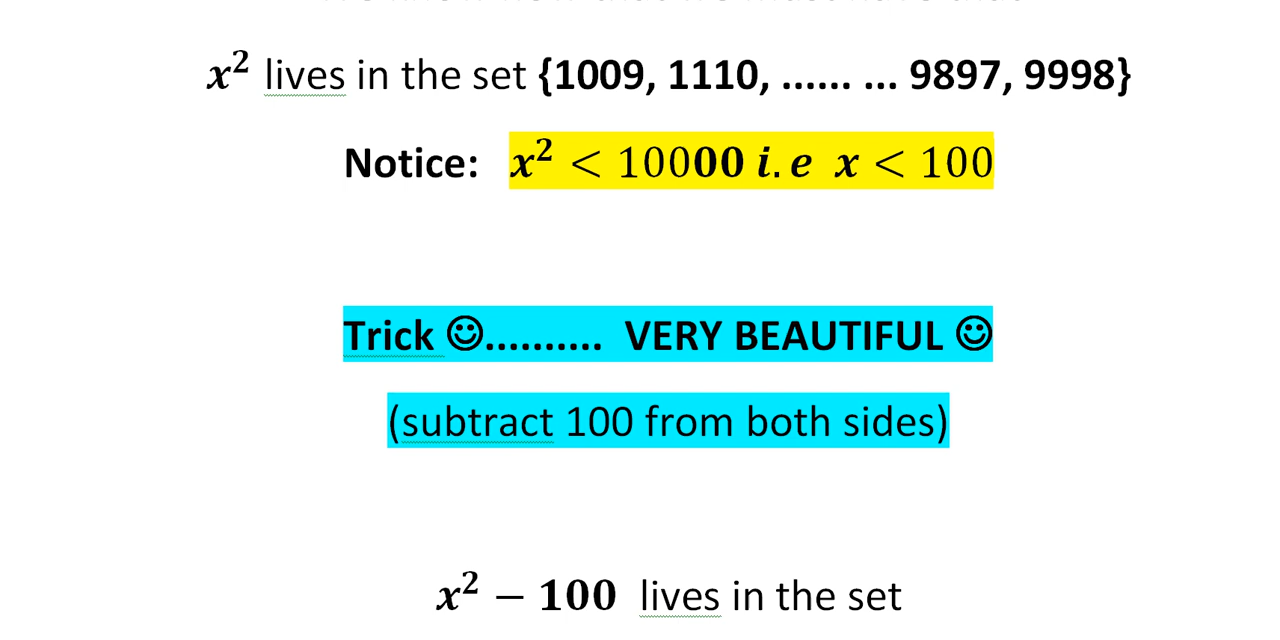 x² lives in the set {1009, 1110, ...... ... 9897, 9998}
Notice: x² < 10000 i.e x < 100
Trick ☺.......... VERY BEAUTIFUL ☺
(subtract 100 from both sides)
x² − 100 lives in the set